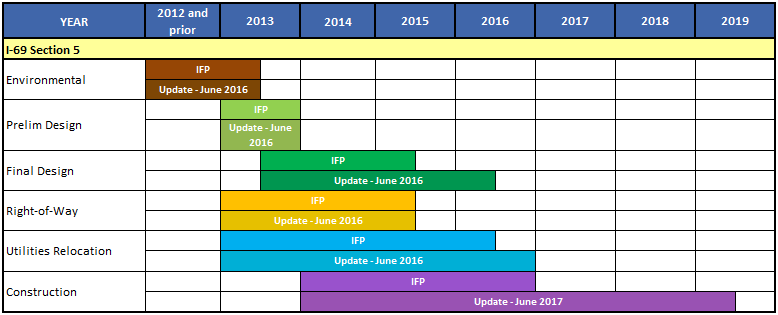 YEAR 2012 and prior 2013 2014 2015 2016 2017 2018 2019
I-69 Section 5
Environmental IFP
Update - June 2016
Prelim Design IFP
Update - June 2016
Final Design IFP
Update - June 2016
Right-of-Way IFP
Update - June 2016
Utilities Relocation IFP
Update - June 2016
Construction IFP
Update - June 2017